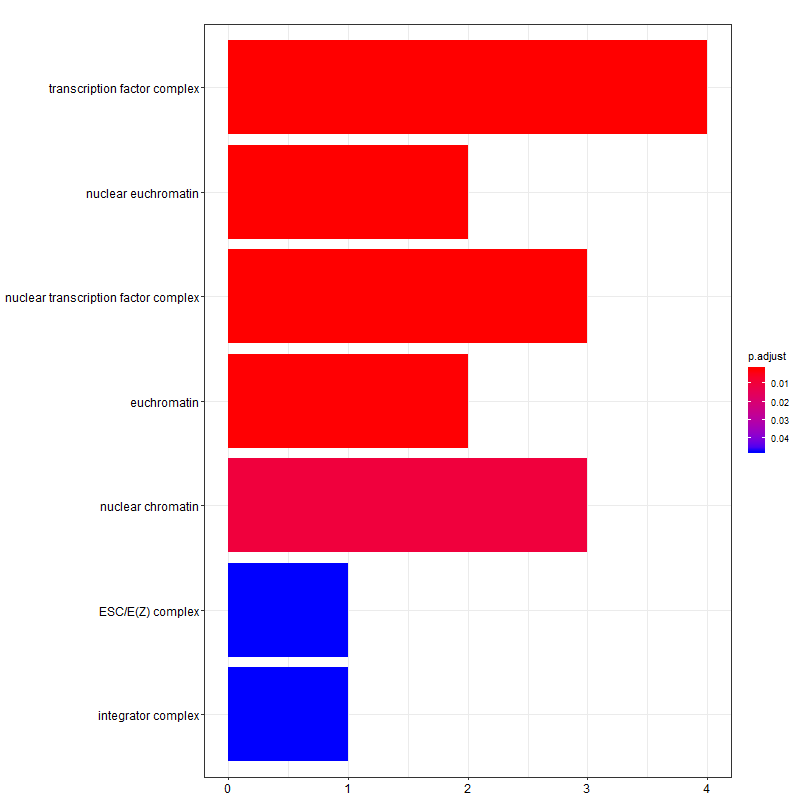 transcription factor complex
nuclear euchromatin
nuclear transcription factor complex
euchromatin
nuclear chromatin
ESC/E(Z) complex
integrator complex
0 1 2 3 4
p.adjust
0.01
0.02
0.03
0.04